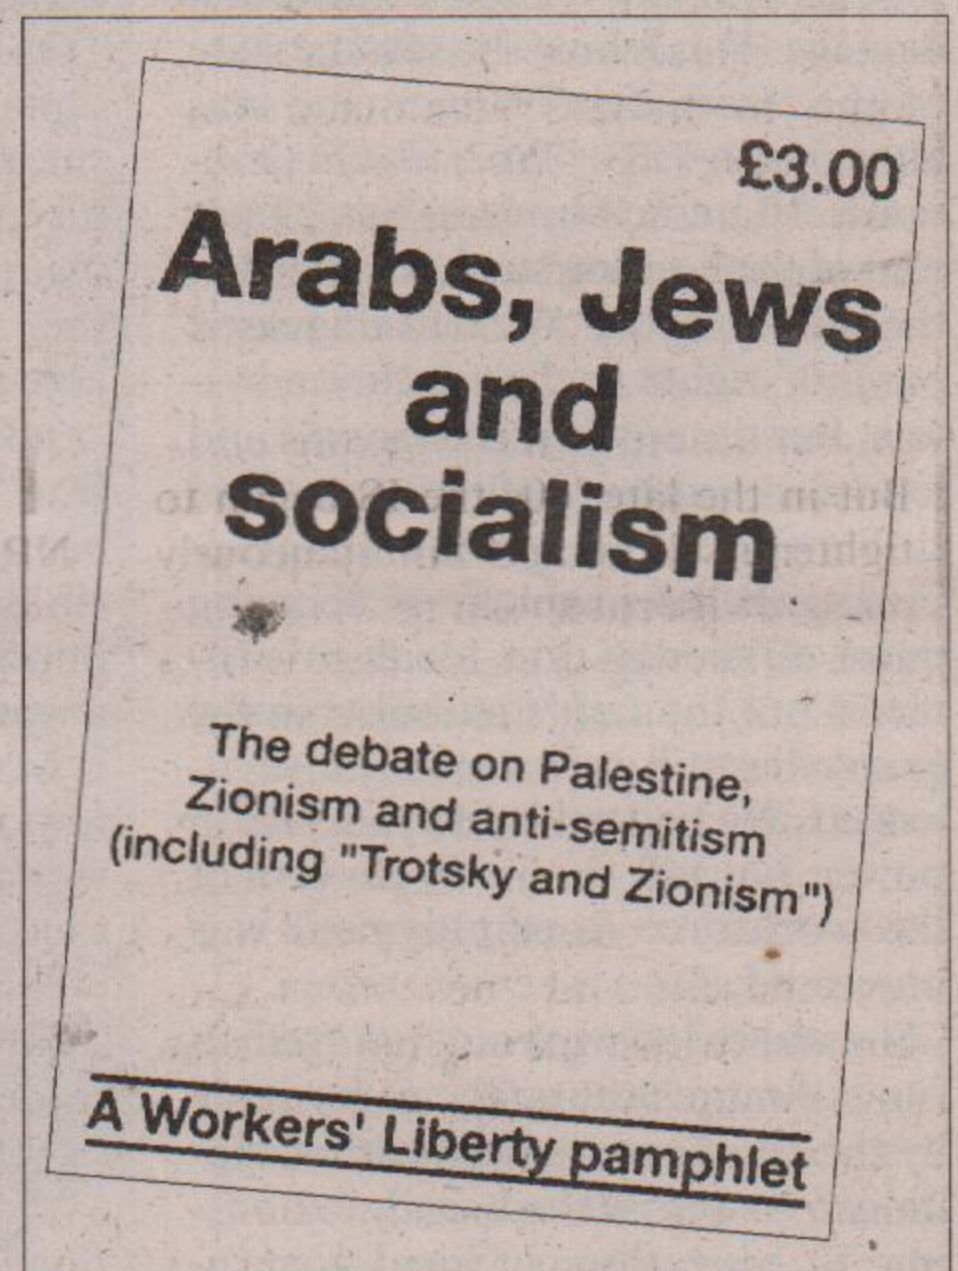 £3.00
Arabs, Jews
and
socialism
The debate on Palestine,
Zionism and anti-semitism
(including "Trotsky and Zionism")
A Workers' Liberty pamphlet